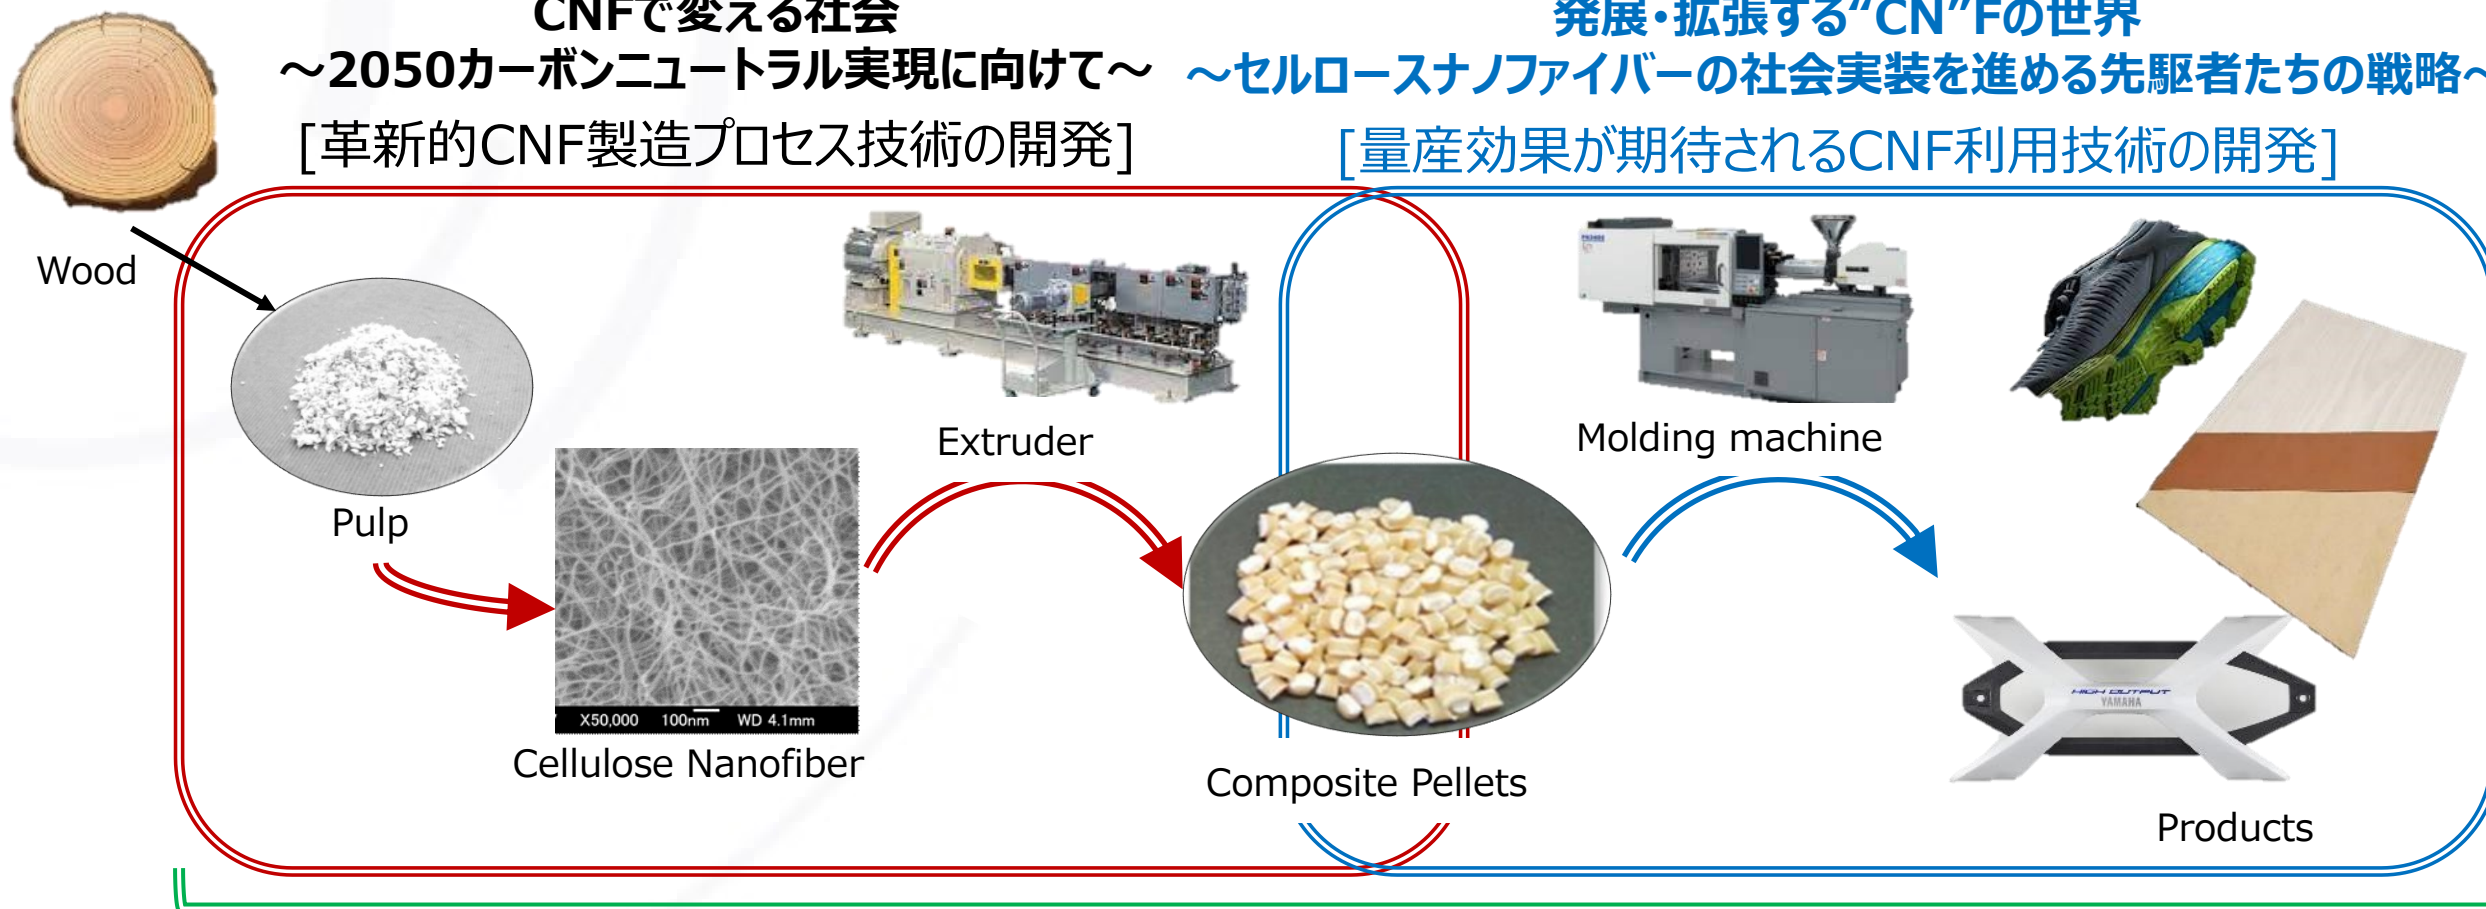 CNFで変える社会
～2050カーボンニュートラル実現に向けて～
[革新的CNF製造プロセス技術の開発]
発展・拡張する“CN”Fの世界
～セルロースナノファイバーの社会実装を進める先駆者たちの戦略～
[量産効果が期待されるCNF利用技術の開発]
Wood
Pulp
X50,000 100nm WD 4.1mm
Cellulose Nanofiber
Extruder
Composite Pellets
Molding machine
HIGH OUTPUT
YAMAHA
Products